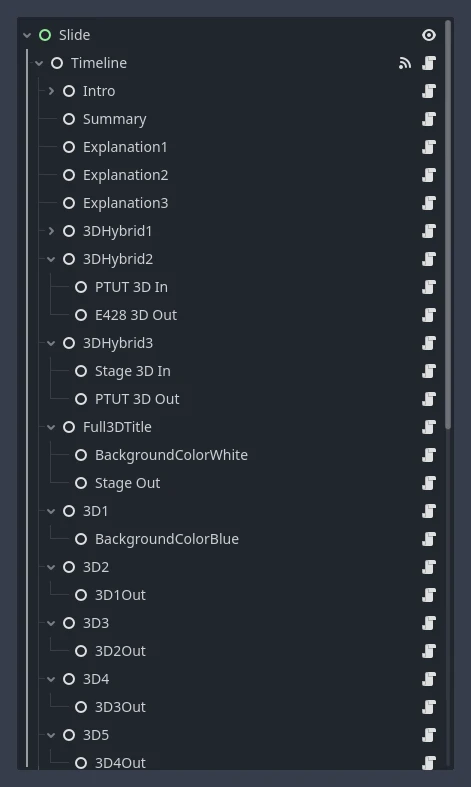 Slide
Timeline
Intro
Summary
Explanation1
Explanation2
Explanation3
3DHybrid1
3DHybrid2
PTUT 3D In
E428 3D Out
3DHybrid3
Stage 3D In
PTUT 3D Out
Full3DTitle
BackgroundColorWhite
Stage Out
3D1
BackgroundColorBlue
3D2
3D1Out
3D3
3D2Out
3D4
3D3Out
3D5
3D4Out